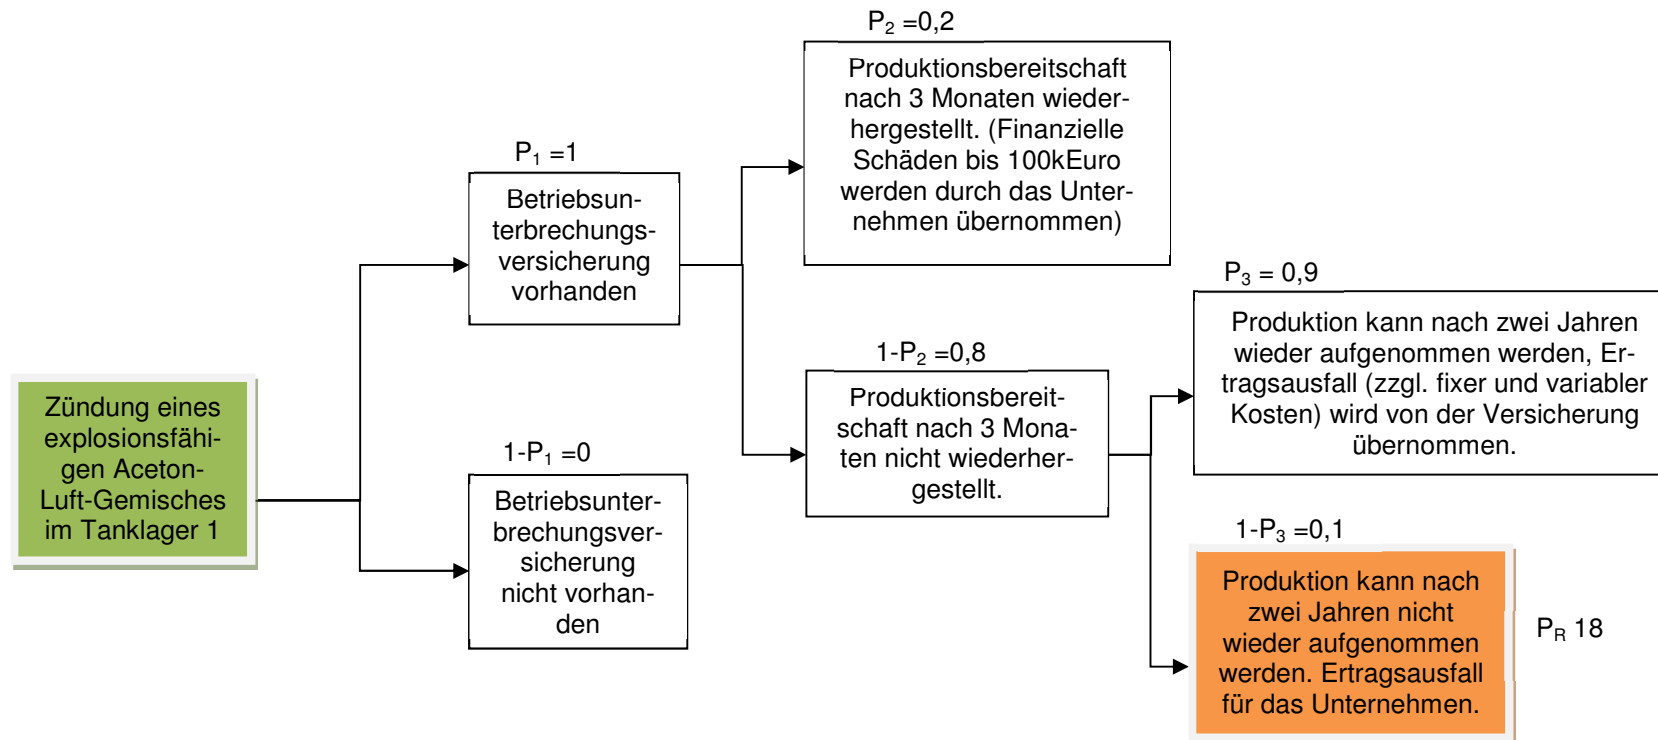 P2 =0,2
Produktionsbereitschaft
nach 3 Monaten wieder-
hergestellt. (Finanzielle
Schäden bis 100kEuro
werden durch das Unter-
nehmen übernommen)
P1 =1
Betriebsun-
terbrechungs-
versicherung
vorhanden
P3 = 0,9
Produktion kann nach zwei Jahren
wieder aufgenommen werden, Er-
tragsausfall (zzgl. fixer und variabler
Kosten) wird von der Versicherung
übernommen.
1-P2 =0,8
Produktionsbereit-
schaft nach 3 Mona-
ten nicht wiederher-
gestellt.
Zündung eines
explosionsfähi-
gen Aceton-
Luft-Gemisches
im Tanklager 1
1-P1 =0
Betriebsunter-
brechungsver-
sicherung
nicht vorhan-
den
1-P3 =0,1
Produktion kann nach
zwei Jahren nicht
wieder aufgenommen
werden. Ertragsausfall
für das Unternehmen.
PR 18